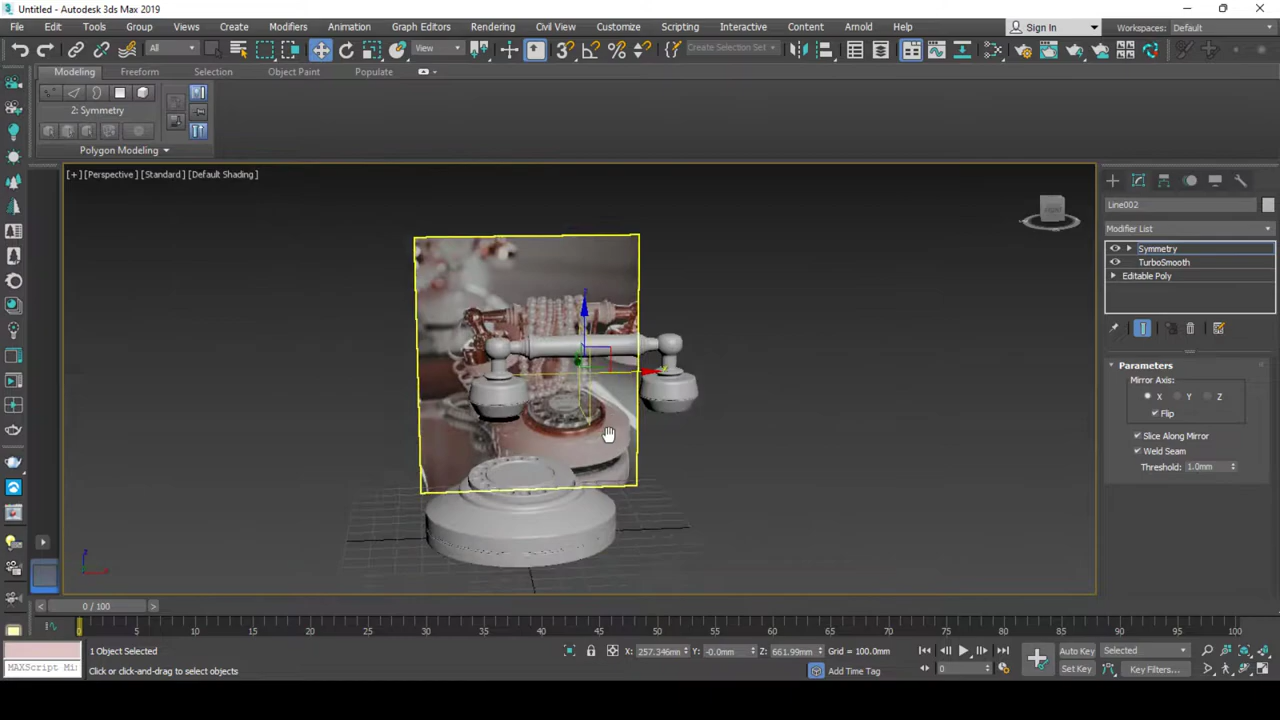 Untitled - Autodesk 3ds Max 2019
File Edit Tools Group Views Create Modifiers Animation Graph Editors Rendering Civil View Customize Scripting Interactive Content Arnold Help Sign In Workspaces: Default
All View Create Selection Set
Modeling Freeform Selection Object Paint Populate
2: Symmetry
Polygon Modeling
[+] [Perspective] [Standard] [Default Shading]
Line002
Modifier List
Symmetry
TurboSmooth
Editable Poly
Parameters
Mirror Axis:
X Y Z
Flip
Slice Along Mirror
Weld Seam
Threshold: 1.0mm
0 / 100
0 5 10 15 20 25 30 35 40 45 50 55 60 65 70 75 80 85 90 95 100
1 Object Selected X: 257.346mm Y: -0.0mm Z: 661.99mm Grid = 100.0mm Auto Key Selected
MAXScript Mi Click or click-and-drag to select objects Add Time Tag 0 Set Key Key Filters...